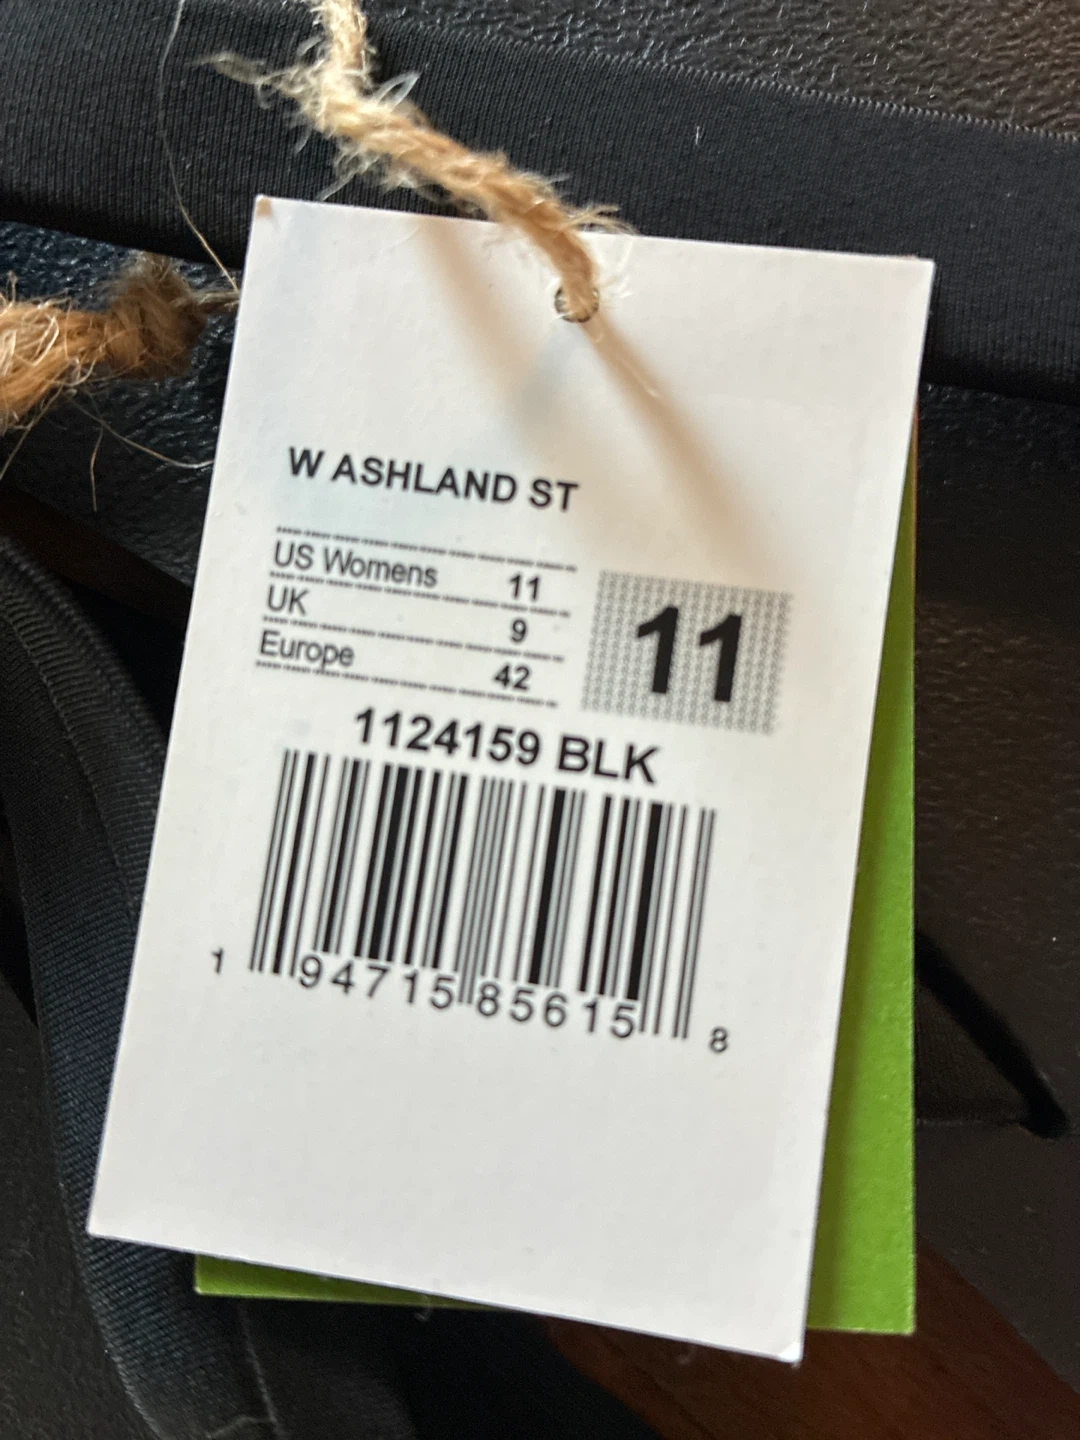 W ASHLAND ST
US Womens 11
UK 9
Europe 42
11
1124159 BLK
1 94715 85615 8